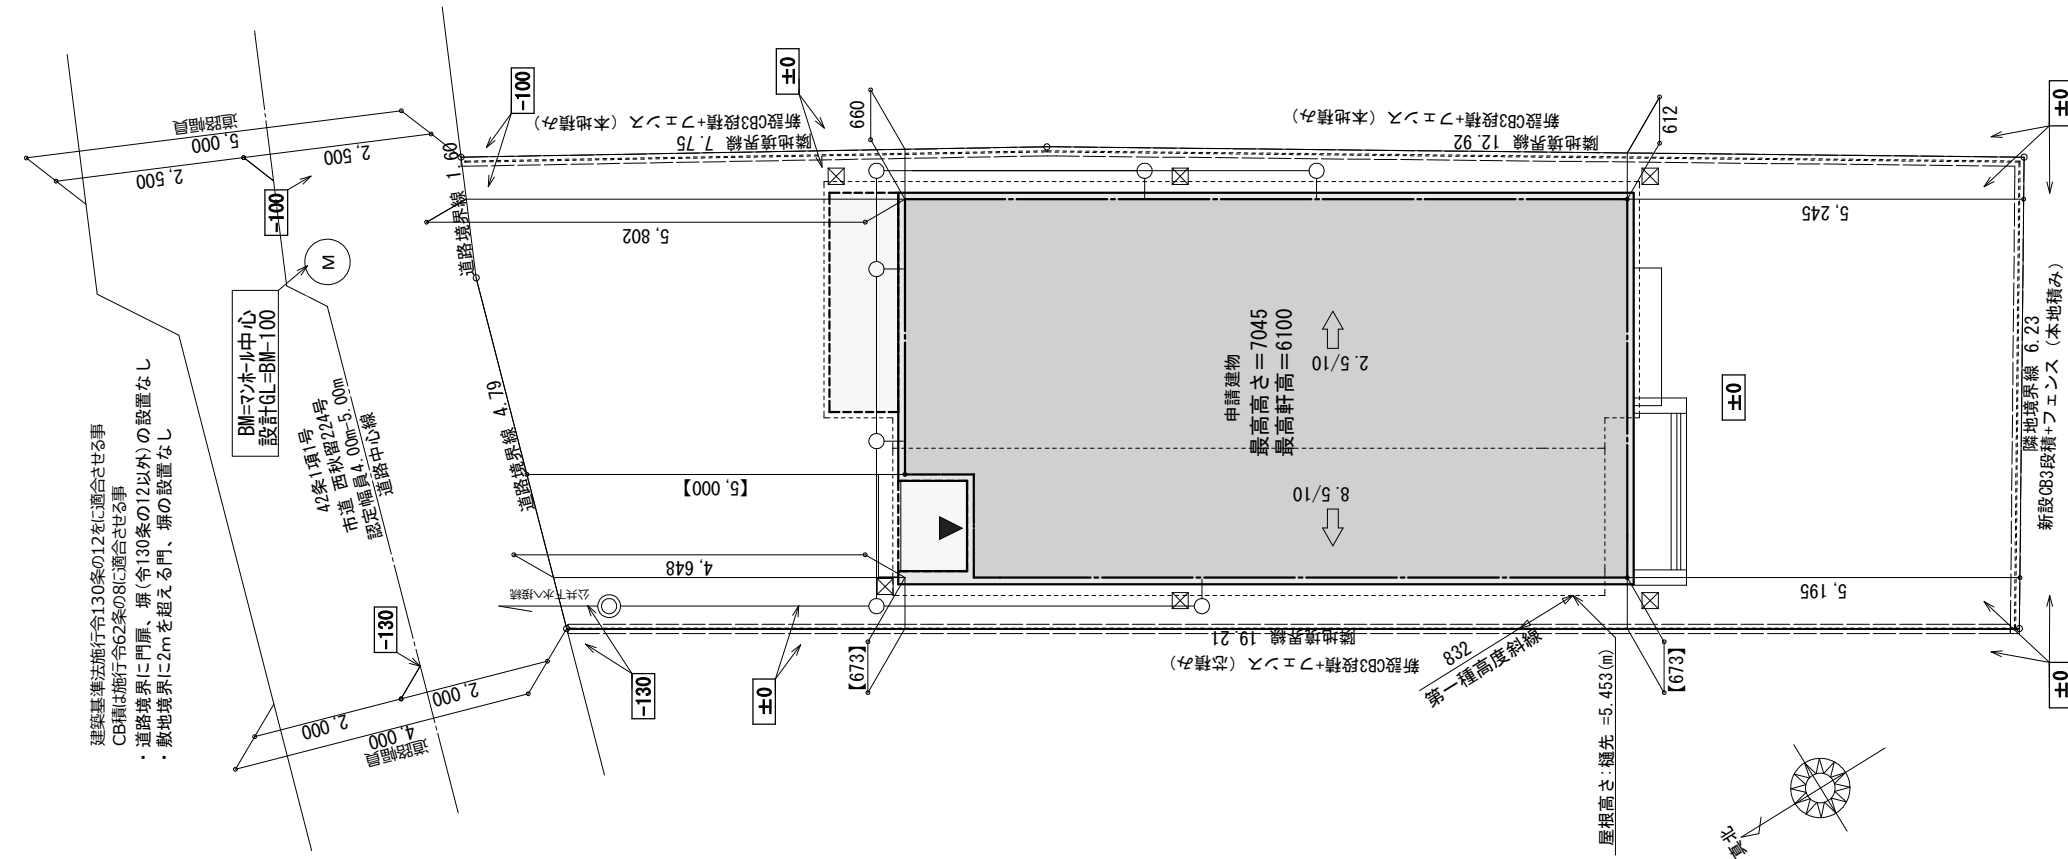 建築基準法施行令130条の12をに適合させる事
CB積は施行令62条の8に適合させる事
・道路境界に門扉、塀(令130条の12以外)の設置なし
・敷地境界に2mを超える門、塀の設置なし
BM=マンホール中心
設計GL=BM-100
M
42条1項1号
市道 西秋留224号
認定幅員4.00m-5.00m
道路中心線
道路幅員
5,000
2,500
2,500
-100
道路幅員
4,000
2,000
2,000
-130
道路境界線 1.60
道路境界線 4.79
-100
±0
新設CB3段積+フェンス (本地積み)
隣地境界線 7.75
660
新設CB3段積+フェンス (本地積み)
隣地境界線 12.92
612
±0
5,802
【5,000】
4,648
公共下水へ接続
-130
±0
【673】
申請建物
最高高さ=7045
最高軒高=6100
2.5/10
8.5/10
5,245
5,195
±0
隣地境界線 6.23
新設CB3段積+フェンス (本地積み)
±0
隣地境界線 19.21
新設CB3段積+フェンス (芯積み)
832
第一種高度斜線
【673】
屋根高さ:樋先 =5.453(m)
真北